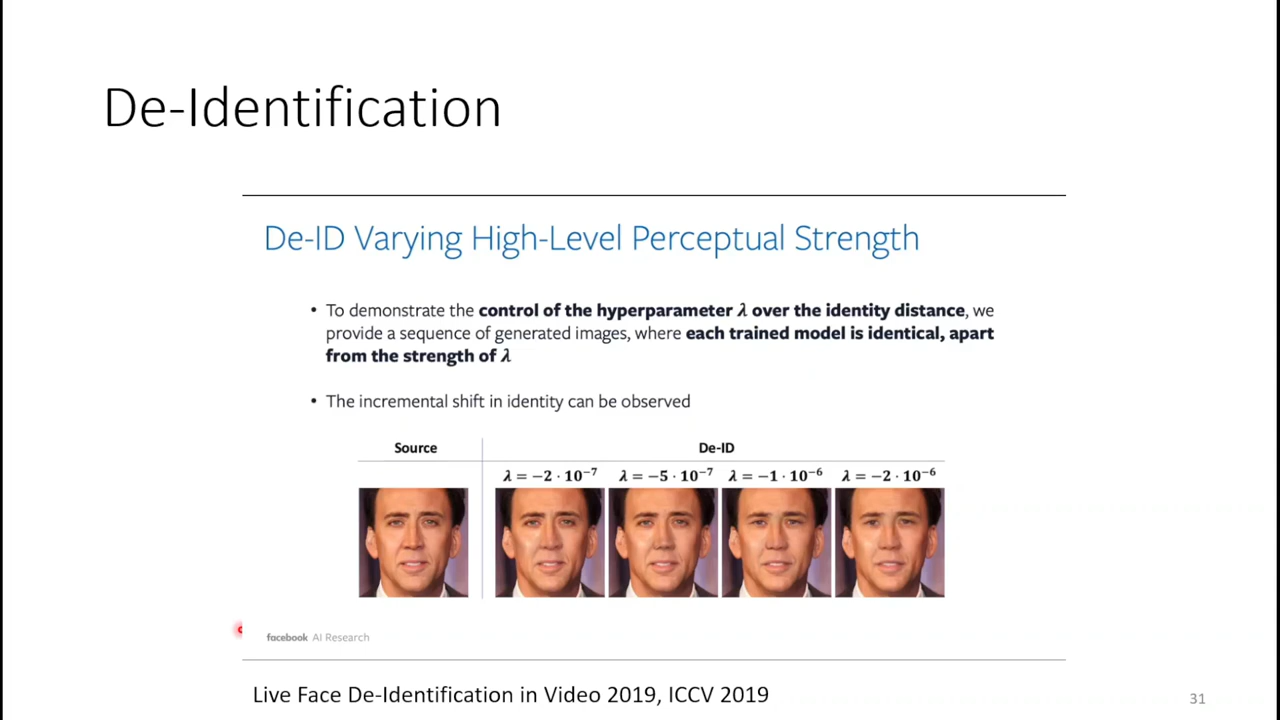 De-Identification
De-ID Varying High-Level Perceptual Strength
• To demonstrate the control of the hyperparameter λ over the identity distance, we
provide a sequence of generated images, where each trained model is identical, apart
from the strength of λ
• The incremental shift in identity can be observed
Source De-ID
λ = −2 · 10⁻⁷ λ = −5 · 10⁻⁷ λ = −1 · 10⁻⁶ λ = −2 · 10⁻⁶
facebook AI Research
Live Face De-Identification in Video 2019, ICCV 2019
31